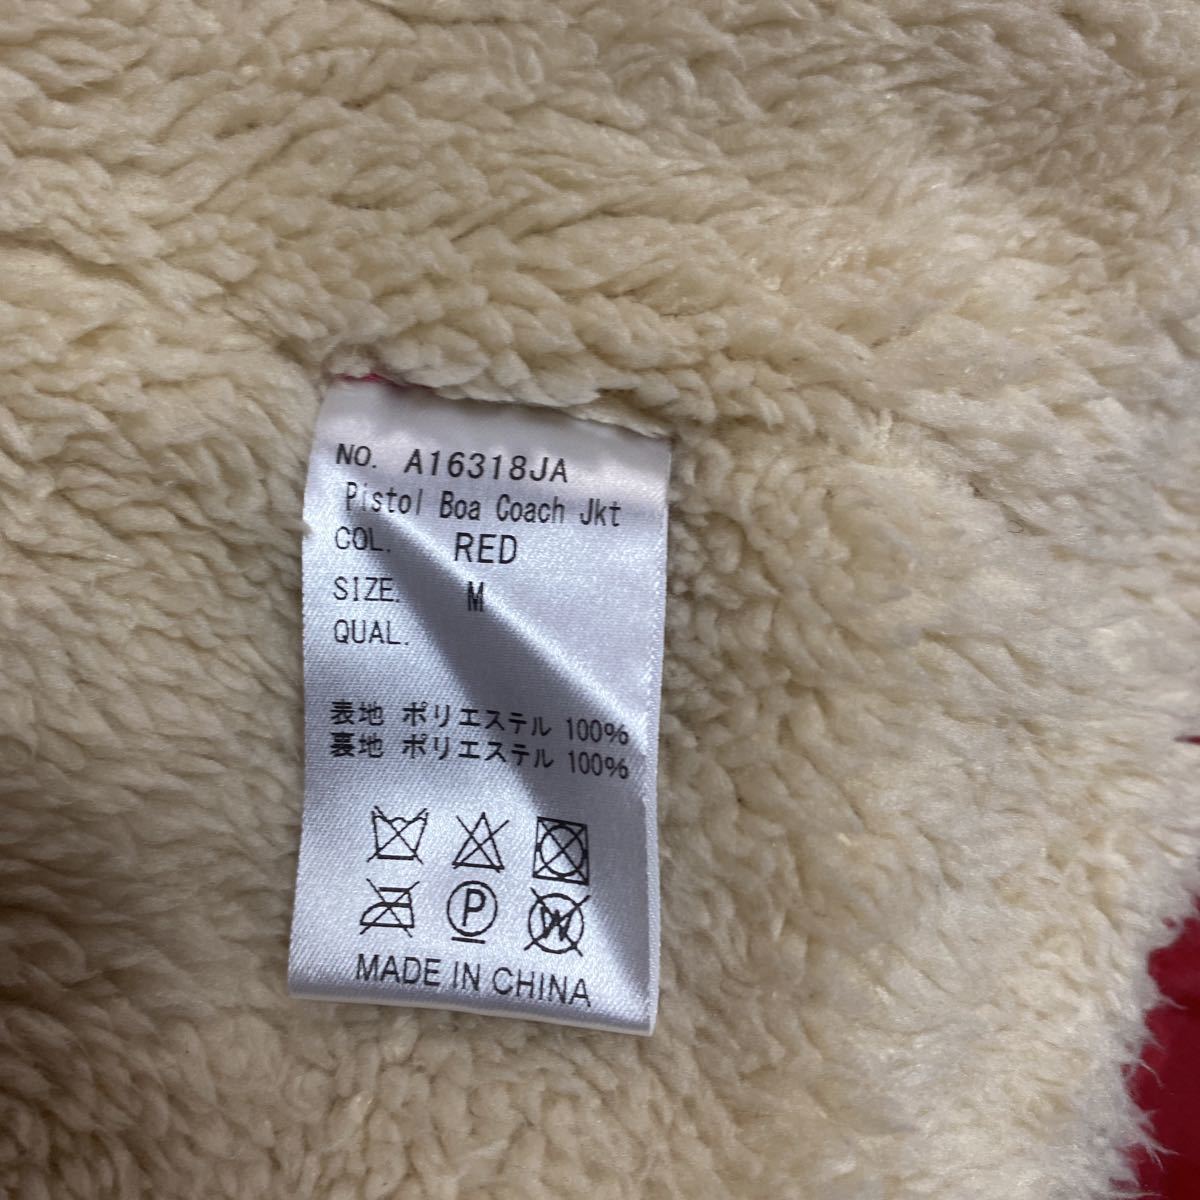 NO. A16318JA
Pistol Boa Coach Jkt
COL. RED
SIZE. M
QUAL.
表地 ポリエステル 100%
裏地 ポリエステル 100%
P W
MADE IN CHINA